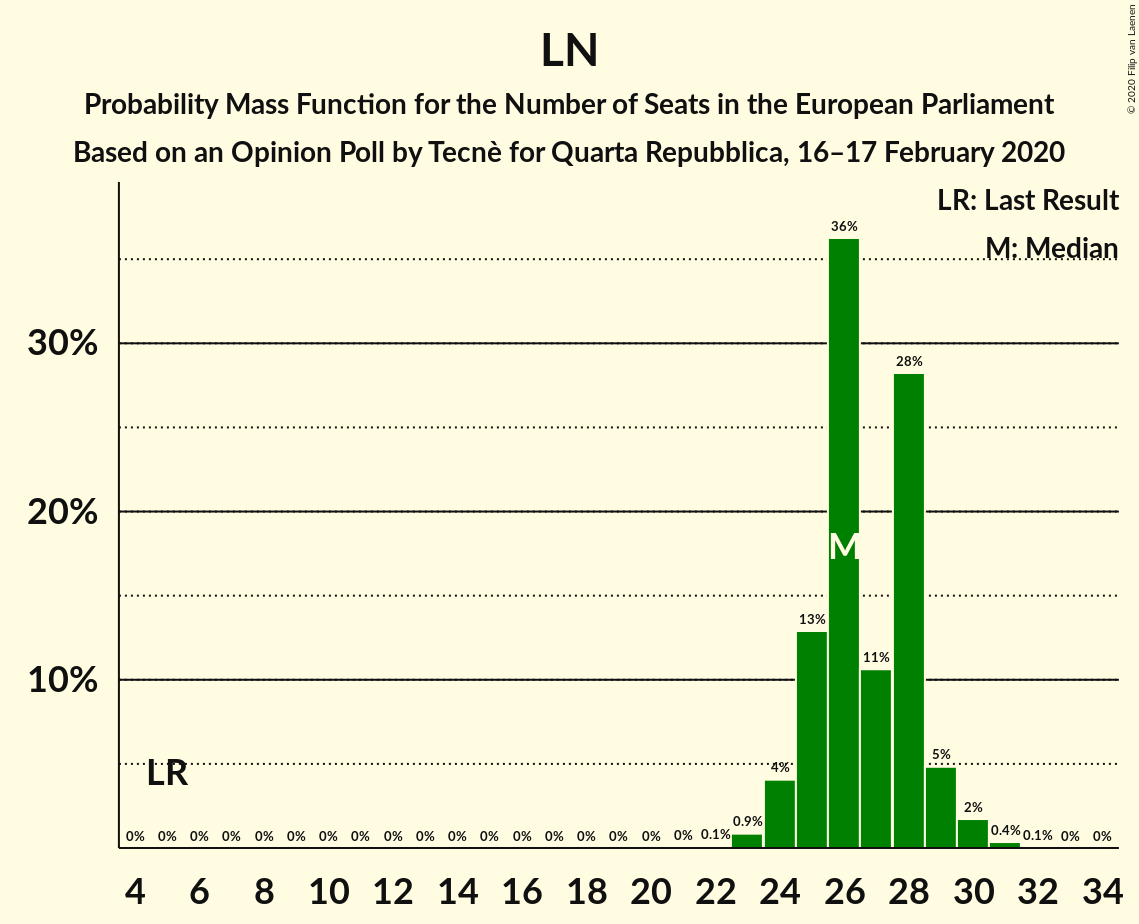 LN
Probability Mass Function for the Number of Seats in the European Parliament
Based on an Opinion Poll by Tecnè for Quarta Repubblica, 16–17 February 2020
© 2020 Filip van Laenen
LR: Last Result
M: Median
36%
30%
28%
20%
M
13%
11%
10%
LR
4%
5%
2%
0% 0% 0% 0% 0% 0% 0% 0% 0% 0% 0% 0% 0% 0% 0% 0% 0% 0% 0.1% 0.9% 0.4% 0.1% 0% 0%
4 6 8 10 12 14 16 18 20 22 24 26 28 30 32 34